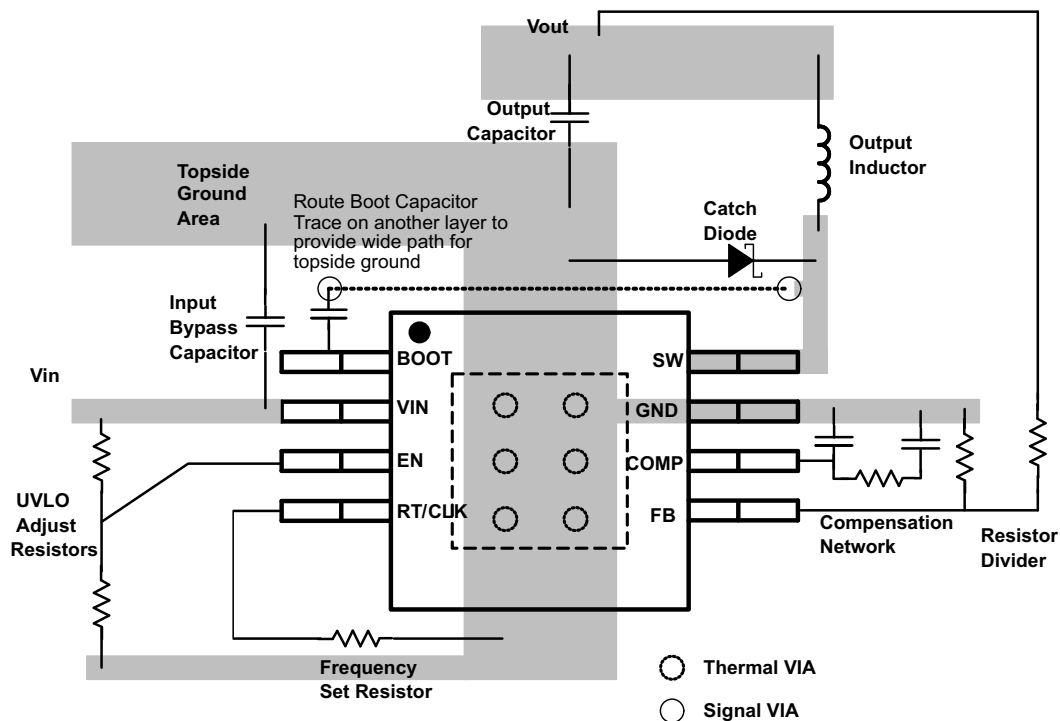 Vout
Output
Capacitor
Output
Inductor
Topside
Ground
Area
Route Boot Capacitor
Trace on another layer to
provide wide path for
topside ground
Catch
Diode
Input
Bypass
Capacitor
Vin
BOOT
SW
VIN
GND
EN
COMP
RT/CLK
FB
UVLO
Adjust
Resistors
Compensation
Network
Resistor
Divider
Frequency
Set Resistor
Thermal VIA
Signal VIA